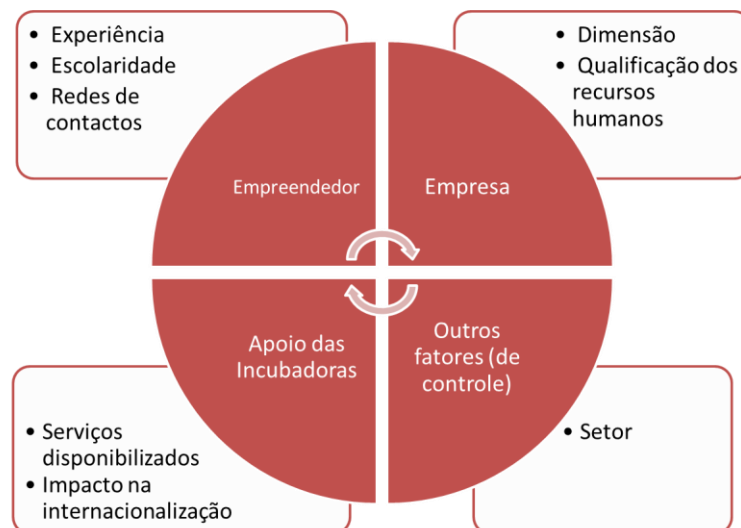 • Experiência
• Escolaridade
• Redes de
contactos
• Dimensão
• Qualificação dos
recursos
humanos
Empreendedor
Empresa
Apoio das
Incubadoras
Outros
fatores (de
controle)
• Serviços
disponibilizados
• Impacto na
internacionalização
• Setor